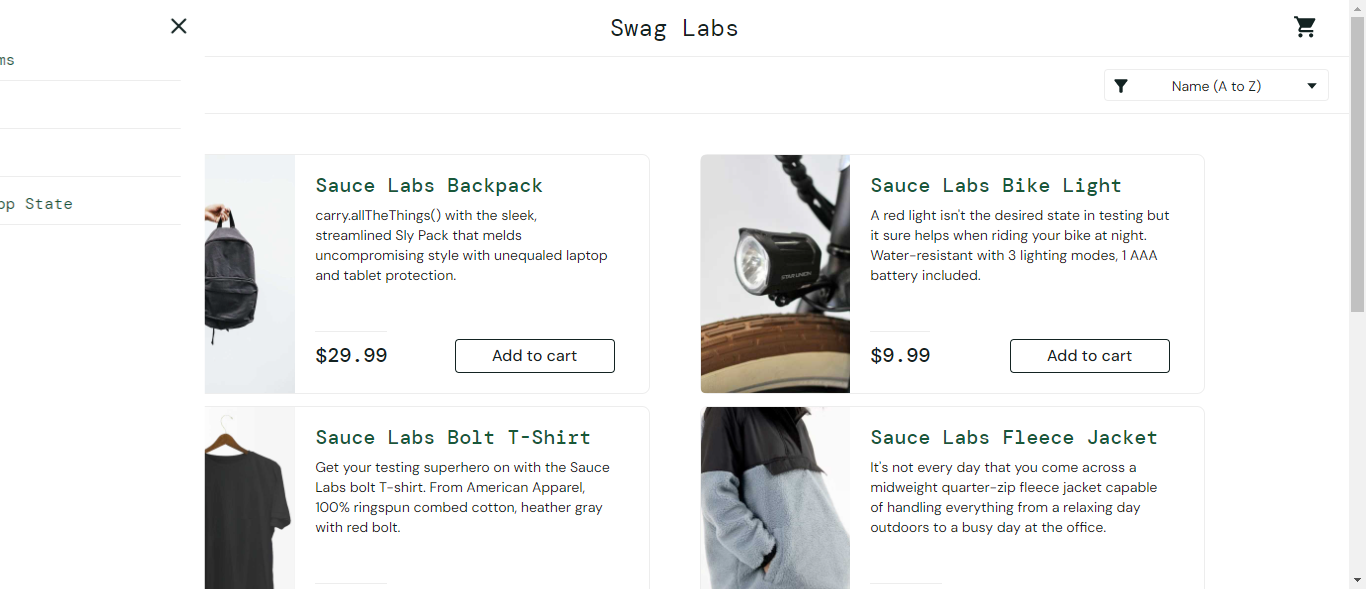 Swag Labs
ms
Name (A to Z)
pp State
Sauce Labs Backpack
carry.allTheThings() with the sleek,
streamlined Sly Pack that melds
uncompromising style with unequaled laptop
and tablet protection.
$29.99
Add to cart
Sauce Labs Bike Light
A red light isn't the desired state in testing but
it sure helps when riding your bike at night.
Water-resistant with 3 lighting modes, 1 AAA
battery included.
$9.99
Add to cart
STAR UNION
Sauce Labs Bolt T-Shirt
Get your testing superhero on with the Sauce
Labs bolt T-shirt. From American Apparel,
100% ringspun combed cotton, heather gray
with red bolt.
Sauce Labs Fleece Jacket
It's not every day that you come across a
midweight quarter-zip fleece jacket capable
of handling everything from a relaxing day
outdoors to a busy day at the office.